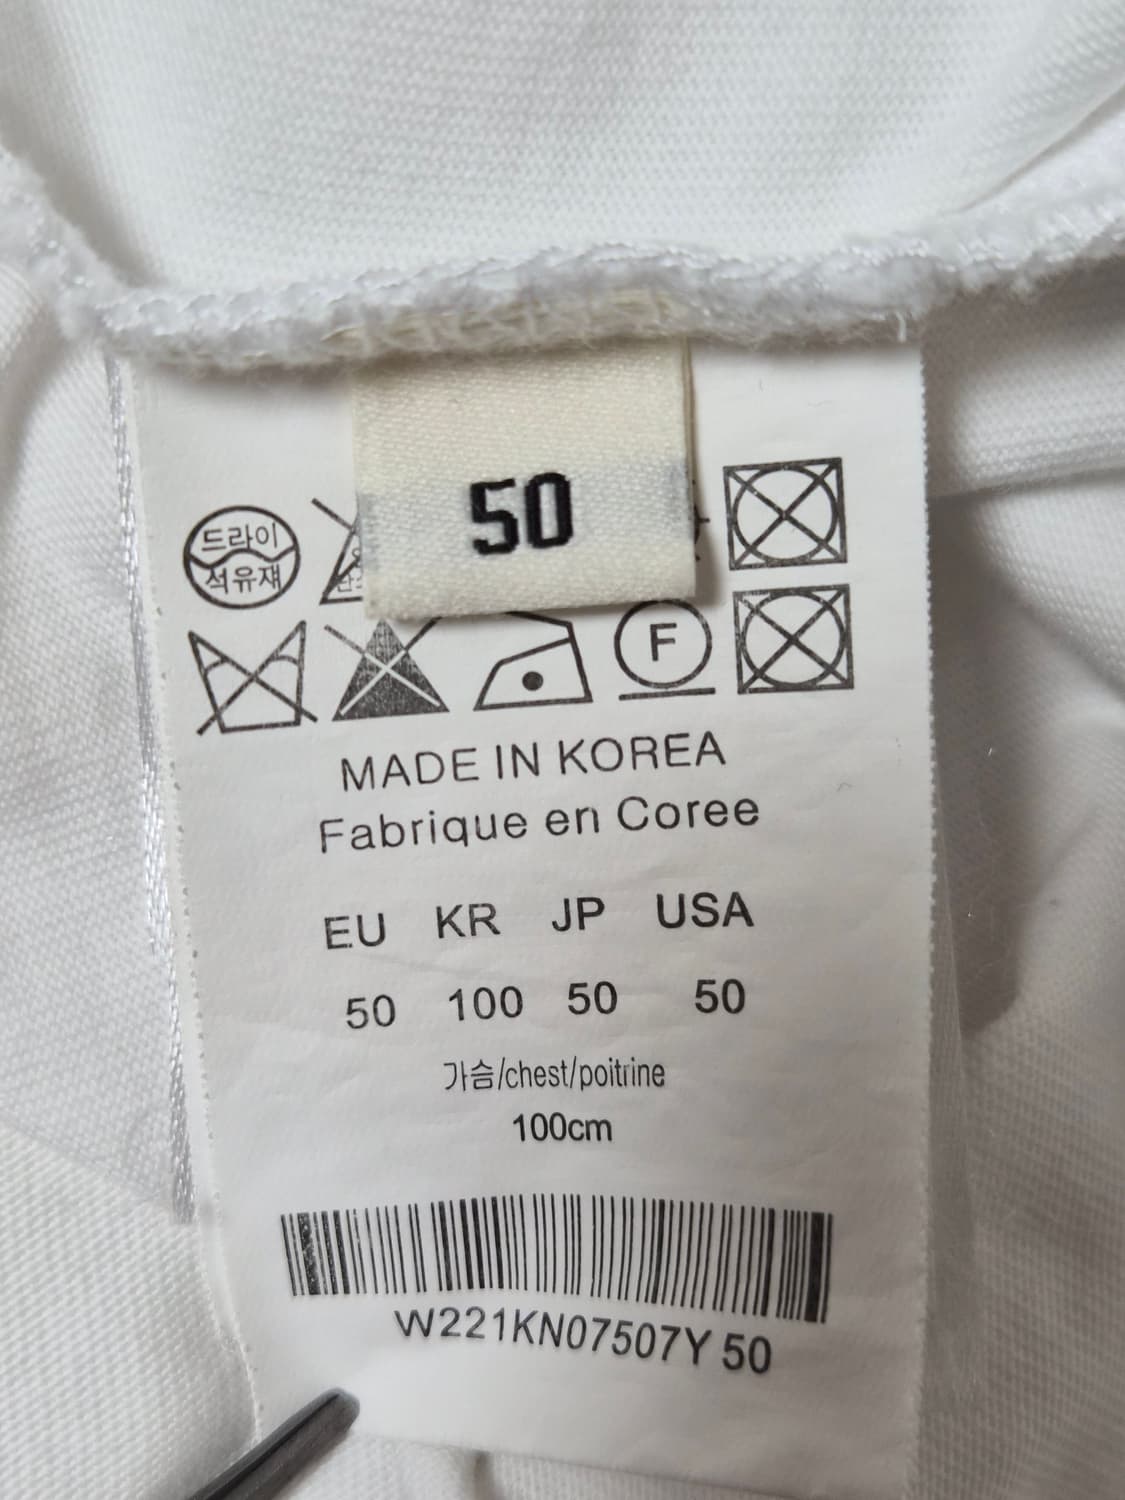 50
드라이
석유재
F
MADE IN KOREA
Fabrique en Coree
EU KR JP USA
50 100 50 50
가슴/chest/poitrine
100cm
W221KN07507Y 50